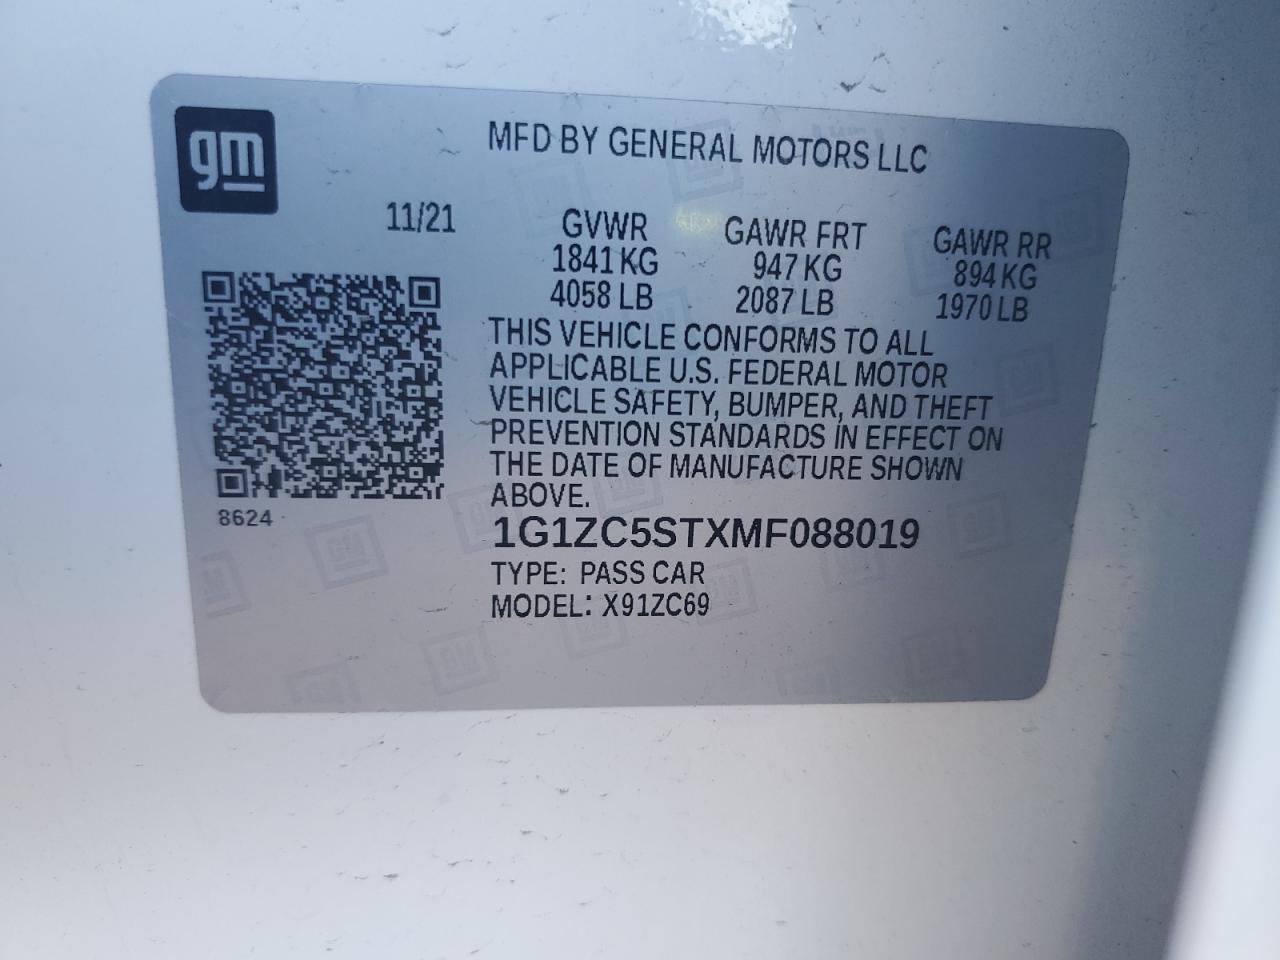 gm
MFD BY GENERAL MOTORS LLC
11/21
GVWR GAWR FRT GAWR RR
1841 KG 947 KG 894 KG
4058 LB 2087 LB 1970 LB
THIS VEHICLE CONFORMS TO ALL
APPLICABLE U.S. FEDERAL MOTOR
VEHICLE SAFETY, BUMPER, AND THEFT
PREVENTION STANDARDS IN EFFECT ON
THE DATE OF MANUFACTURE SHOWN
ABOVE.
8624
1G1ZC5STXMF088019
TYPE: PASS CAR
MODEL: X91ZC69